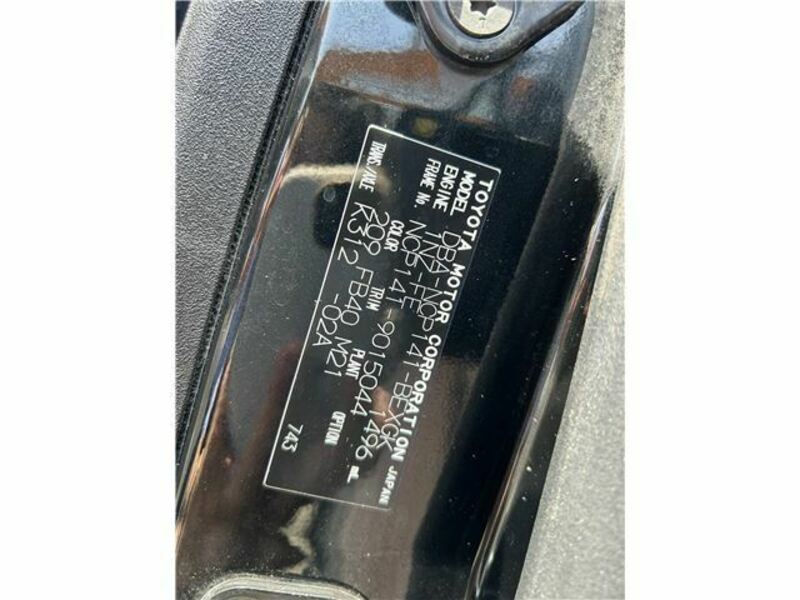 TOYOTA MOTOR CORPORATION JAPAN
MODEL DBA-NCP141-BEXGK
ENGINE 1NZ-FE 1496 mL
FRAME No. NCP141-9015044
COLOR TRIM PLANT OPTION
209 FB40 M21
TRANS./AXLE K312 -02A
743